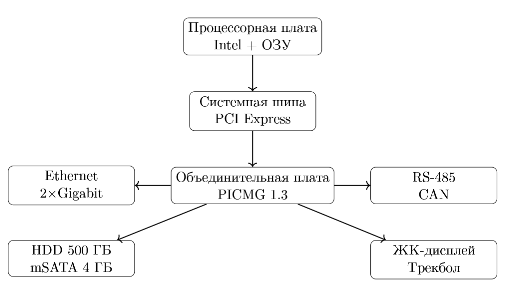 Процессорная плата
Intel + ОЗУ
Системная шина
PCI Express
Ethernet
2×Gigabit
Объединительная плата
PICMG 1.3
RS-485
CAN
HDD 500 ГБ
mSATA 4 ГБ
ЖК-дисплей
Трекбол